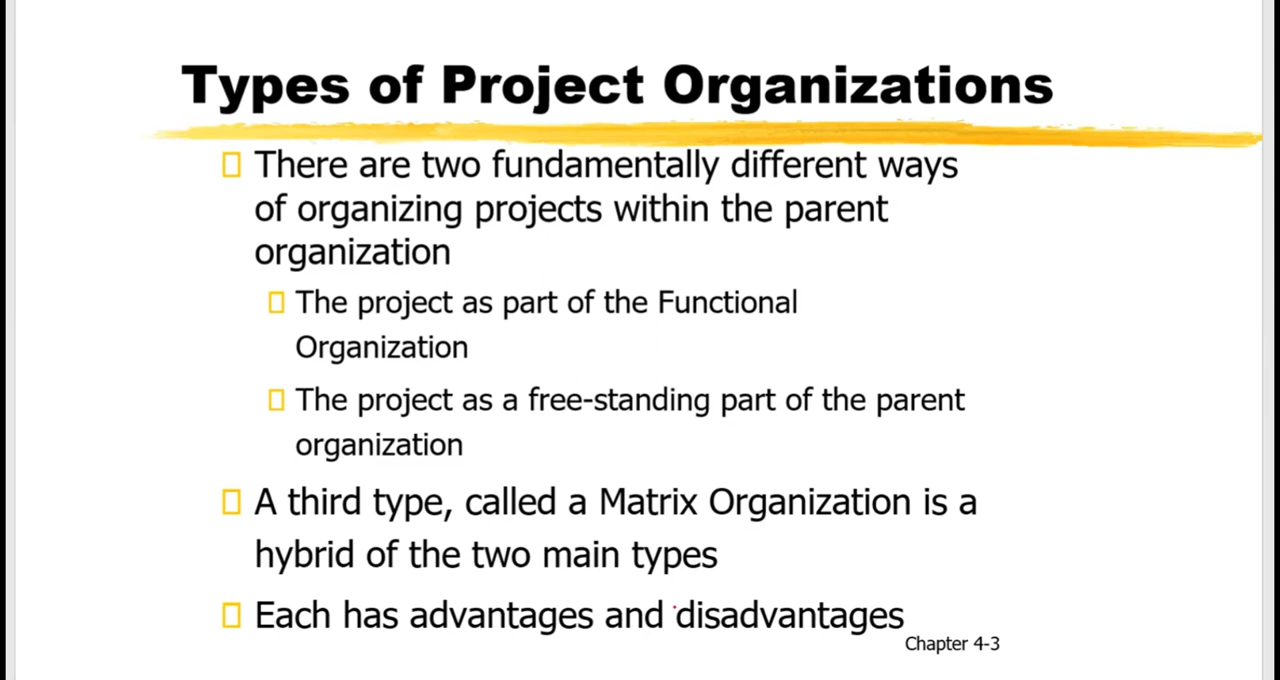 Types of Project Organizations
There are two fundamentally different ways
of organizing projects within the parent
organization
The project as part of the Functional
Organization
The project as a free-standing part of the parent
organization
A third type, called a Matrix Organization is a
hybrid of the two main types
Each has advantages and disadvantages
Chapter 4-3